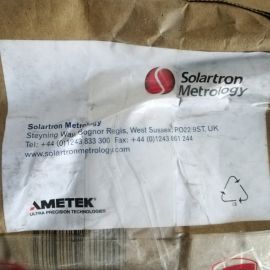 Solartron
Metrology
Solartron Metrology
Steyning Way Bognor Regis, West Sussex, PO22 9ST, UK
Tel: +44 (0)1243 833 300 Fax: +44 (0)1243 861 244
www.solartronmetrology.com
AMETEK
ULTRA PRECISION TECHNOLOGIES